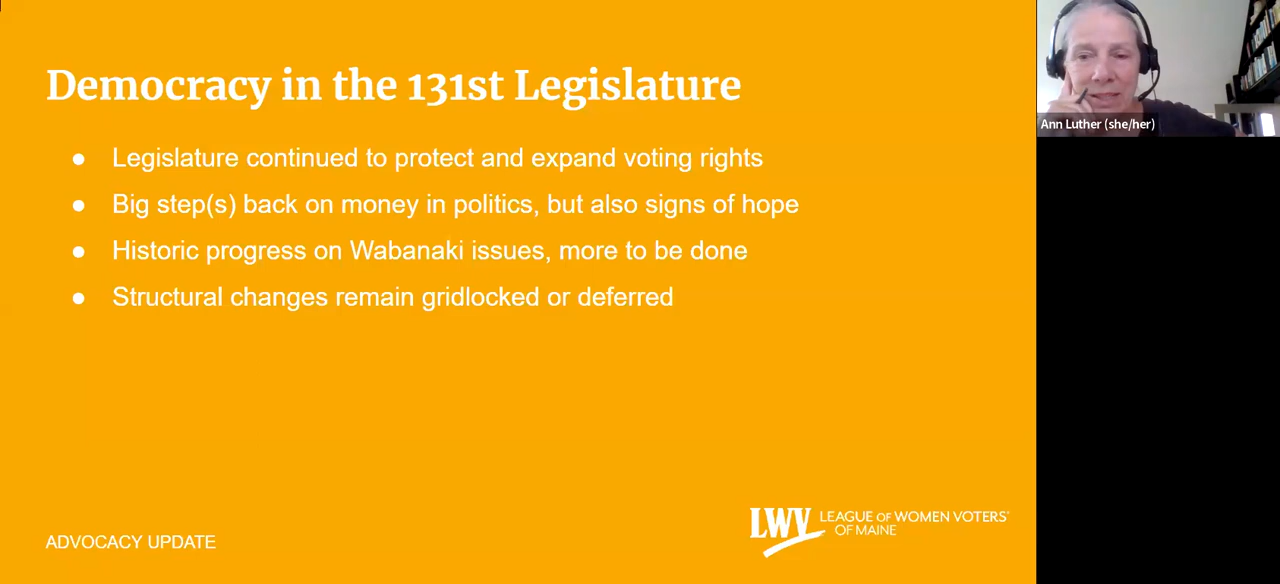 Democracy in the 131st Legislature
● Legislature continued to protect and expand voting rights
● Big step(s) back on money in politics, but also signs of hope
● Historic progress on Wabanaki issues, more to be done
● Structural changes remain gridlocked or deferred
ADVOCACY UPDATE
LWV LEAGUE OF WOMEN VOTERS®
OF MAINE
Ann Luther (she/her)